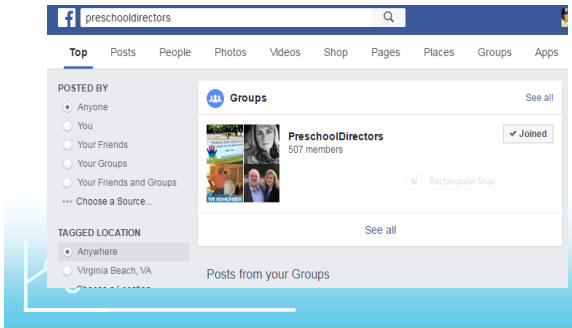 f preschooldirectors
Top Posts People Photos Videos Shop Pages Places Groups Apps
POSTED BY
Anyone
You
Your Friends
Your Groups
Your Friends and Groups
Choose a Source...
TAGGED LOCATION
Anywhere
Virginia Beach, VA
Choose a Location
Groups
See all
PreschoolDirectors
507 members
Joined
WE REMEMBER
Rectangular Snip
See all
Posts from your Groups